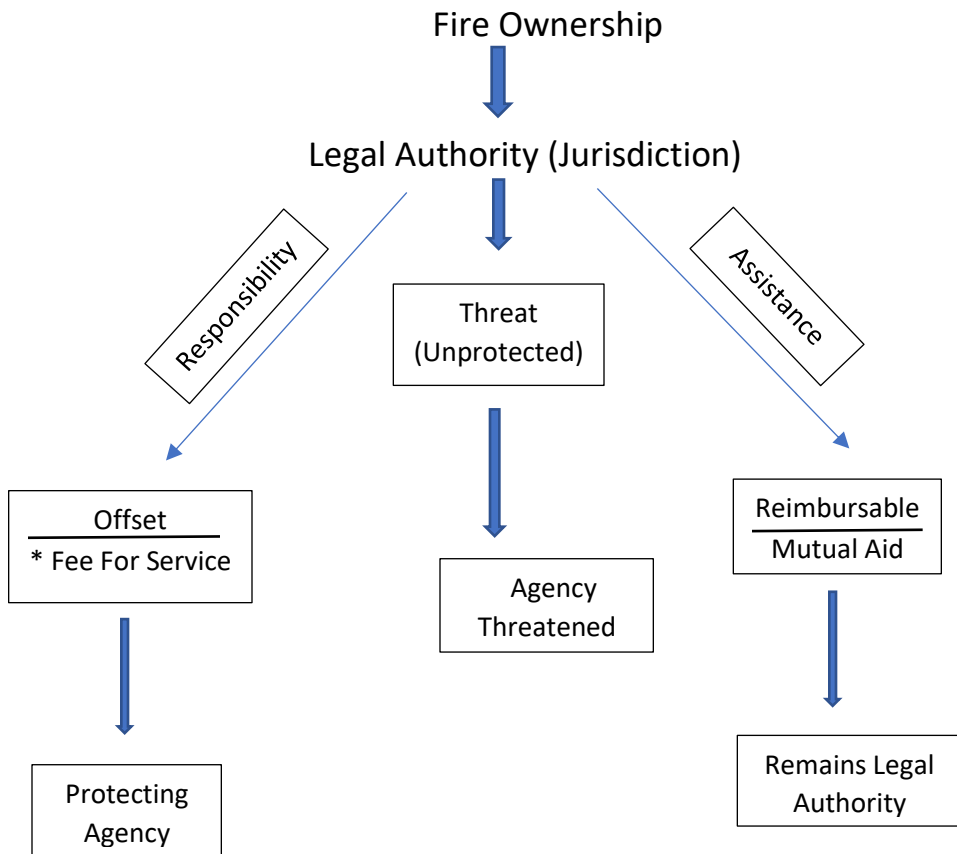 Fire Ownership
Legal Authority (Jurisdiction)
Responsibility
Threat
(Unprotected)
Assistance
Offset
* Fee For Service
Agency
Threatened
Reimbursable
Mutual Aid
Protecting
Agency
Remains Legal
Authority